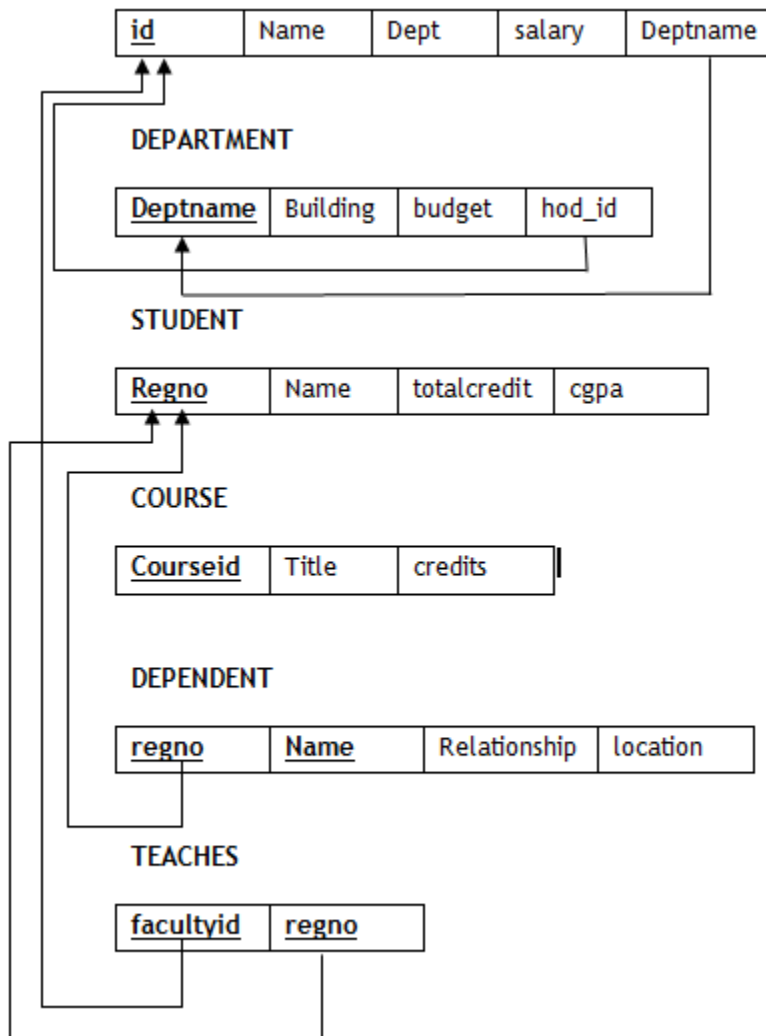 id Name Dept salary Deptname
DEPARTMENT
Deptname Building budget hod_id
STUDENT
Regno Name totalcredit cgpa
COURSE
Courseid Title credits
DEPENDENT
regno Name Relationship location
TEACHES
facultyid regno